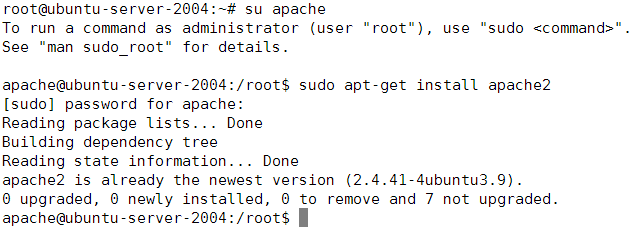 root@ubuntu-server-2004:~# su apache
To run a command as administrator (user "root"), use "sudo <command>".
See "man sudo_root" for details.

apache@ubuntu-server-2004:/root$ sudo apt-get install apache2
[sudo] password for apache:
Reading package lists... Done
Building dependency tree
Reading state information... Done
apache2 is already the newest version (2.4.41-4ubuntu3.9).
0 upgraded, 0 newly installed, 0 to remove and 7 not upgraded.
apache@ubuntu-server-2004:/root$